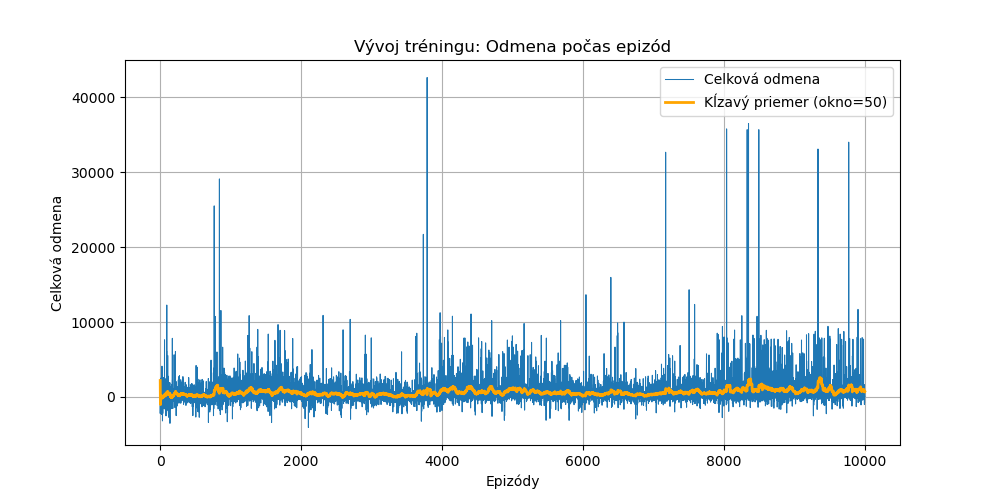 Vývoj tréningu: Odmena počas epizód
Celková odmena
Kĺzavý priemer (okno=50)
40000
30000
20000
10000
0
Celková odmena
0
2000
4000
6000
8000
10000
Epizódy